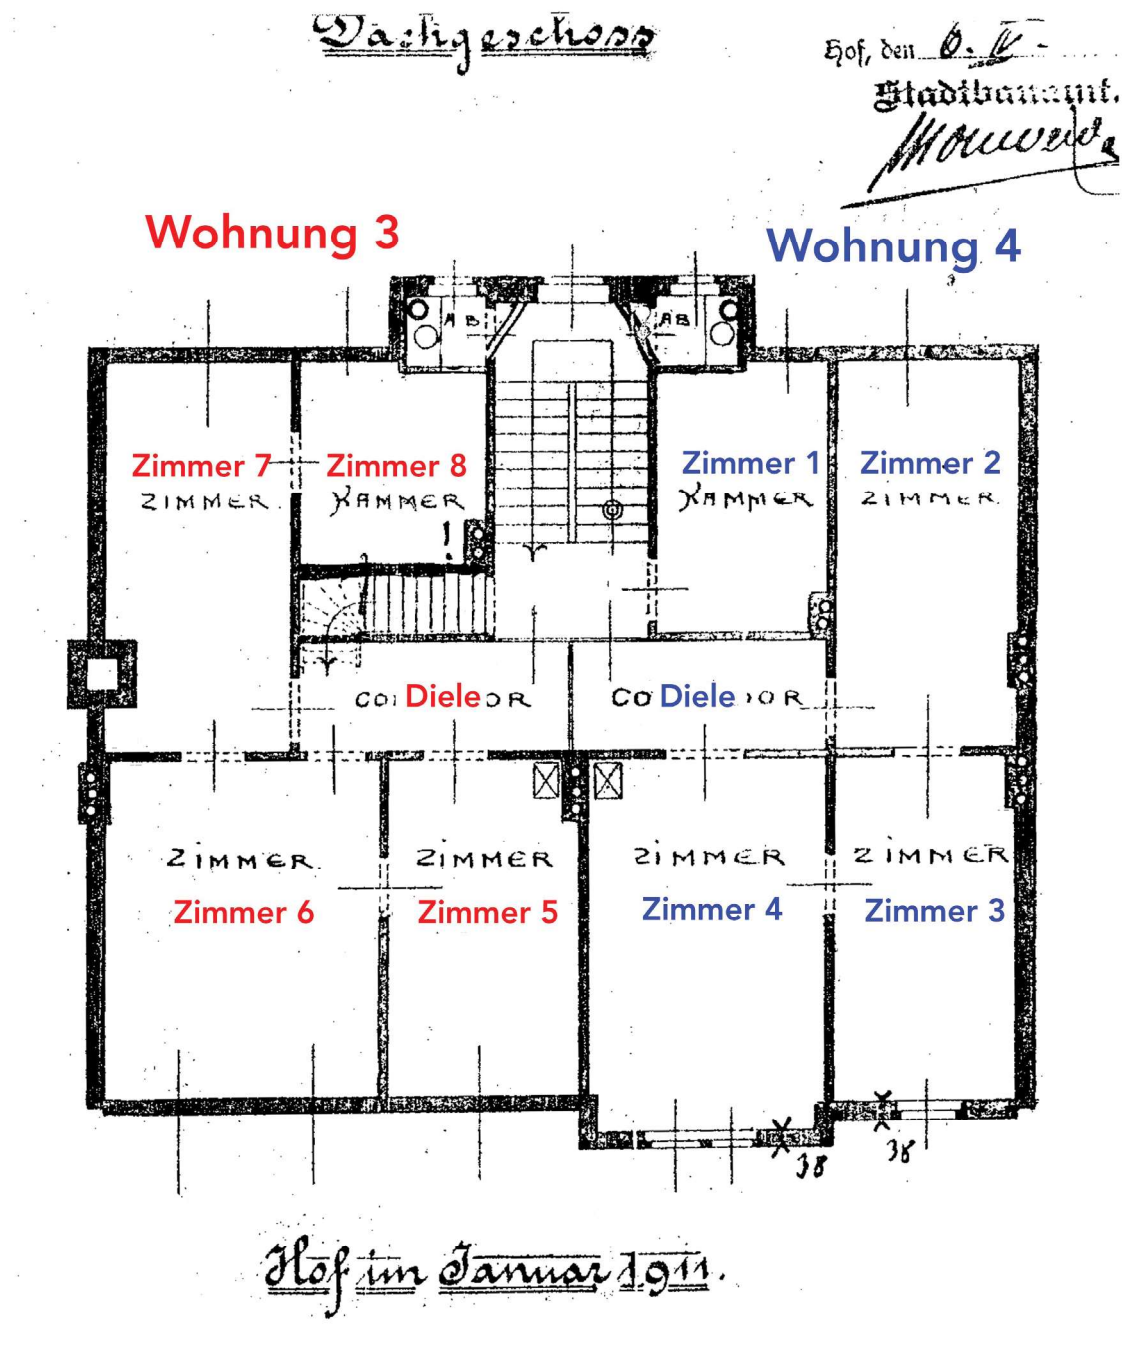 Dachgeschoss
Hof, den 6. IV.
Stadtbauamt.
Wohnung 3
Wohnung 4
AB
AB
Zimmer 7
Zimmer 8
Zimmer 1
Zimmer 2
ZIMMER
KAMMER
KAMMER
ZIMMER.
!
Diele
Diele
ZIMMER.
ZIMMER
ZIMMER
ZIMMER
Zimmer 6
Zimmer 5
Zimmer 4
Zimmer 3
38
38
Hof im Januar 1911.